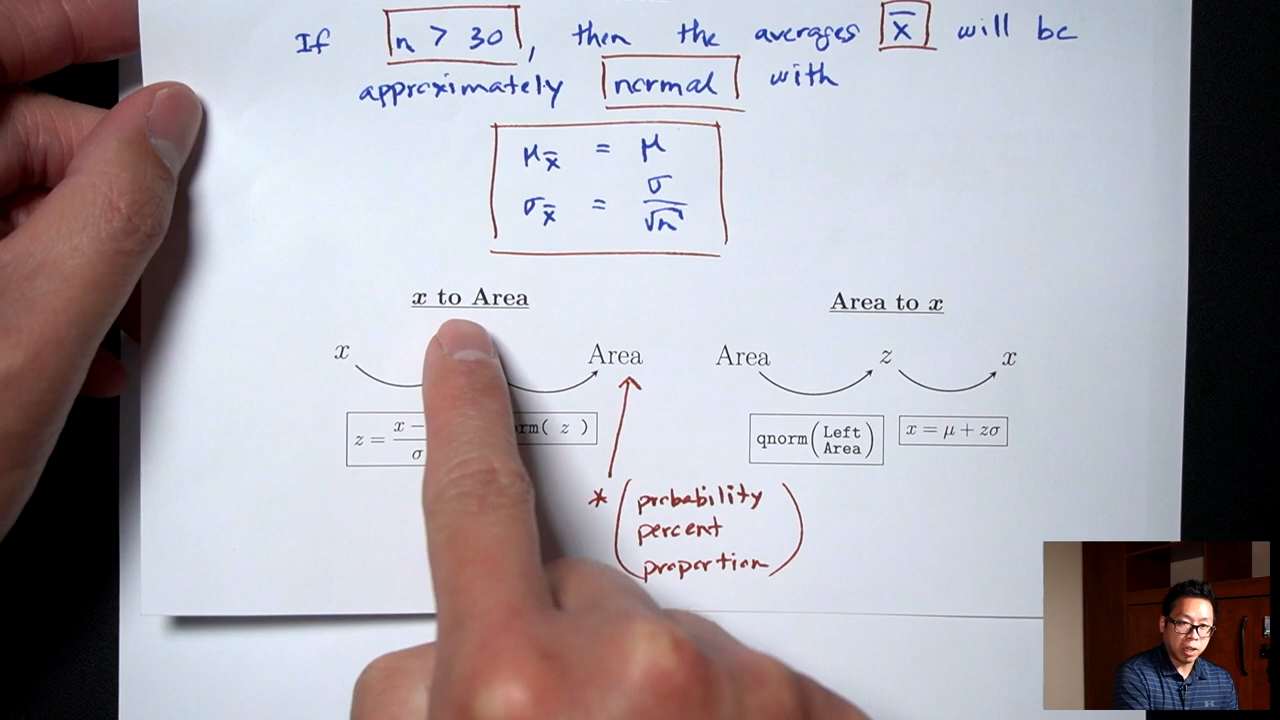 If n > 30, then the averages x̄ will be
approximately normal with
μx̄ = μ
σx̄ = σ/√n
x to Area
x Area
z = x − / σ
rm( z )
Area to x
Area z x
qnorm(Left Area)
x = μ + zσ
* (probability
percent
proportion)